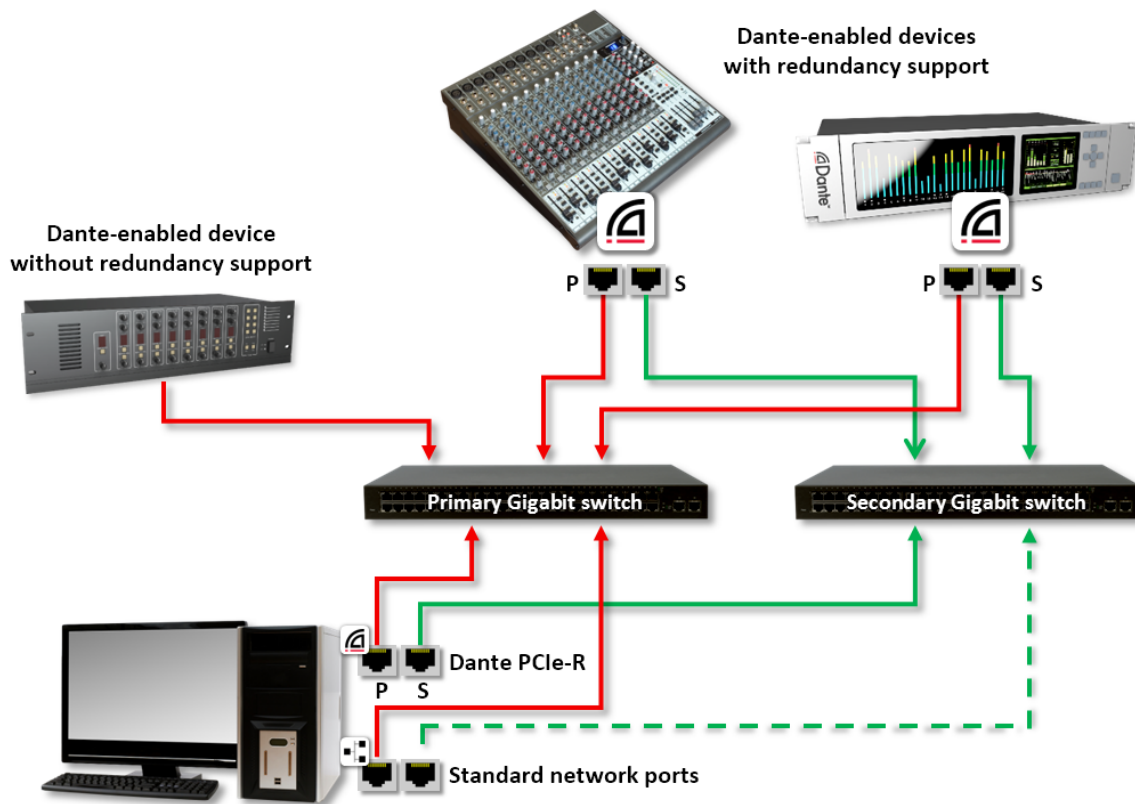 Dante-enabled devices
with redundancy support
Dante™
Dante-enabled device
without redundancy support
P
S
P
S
Primary Gigabit switch
Secondary Gigabit switch
Dante PCIe-R
P
S
Standard network ports